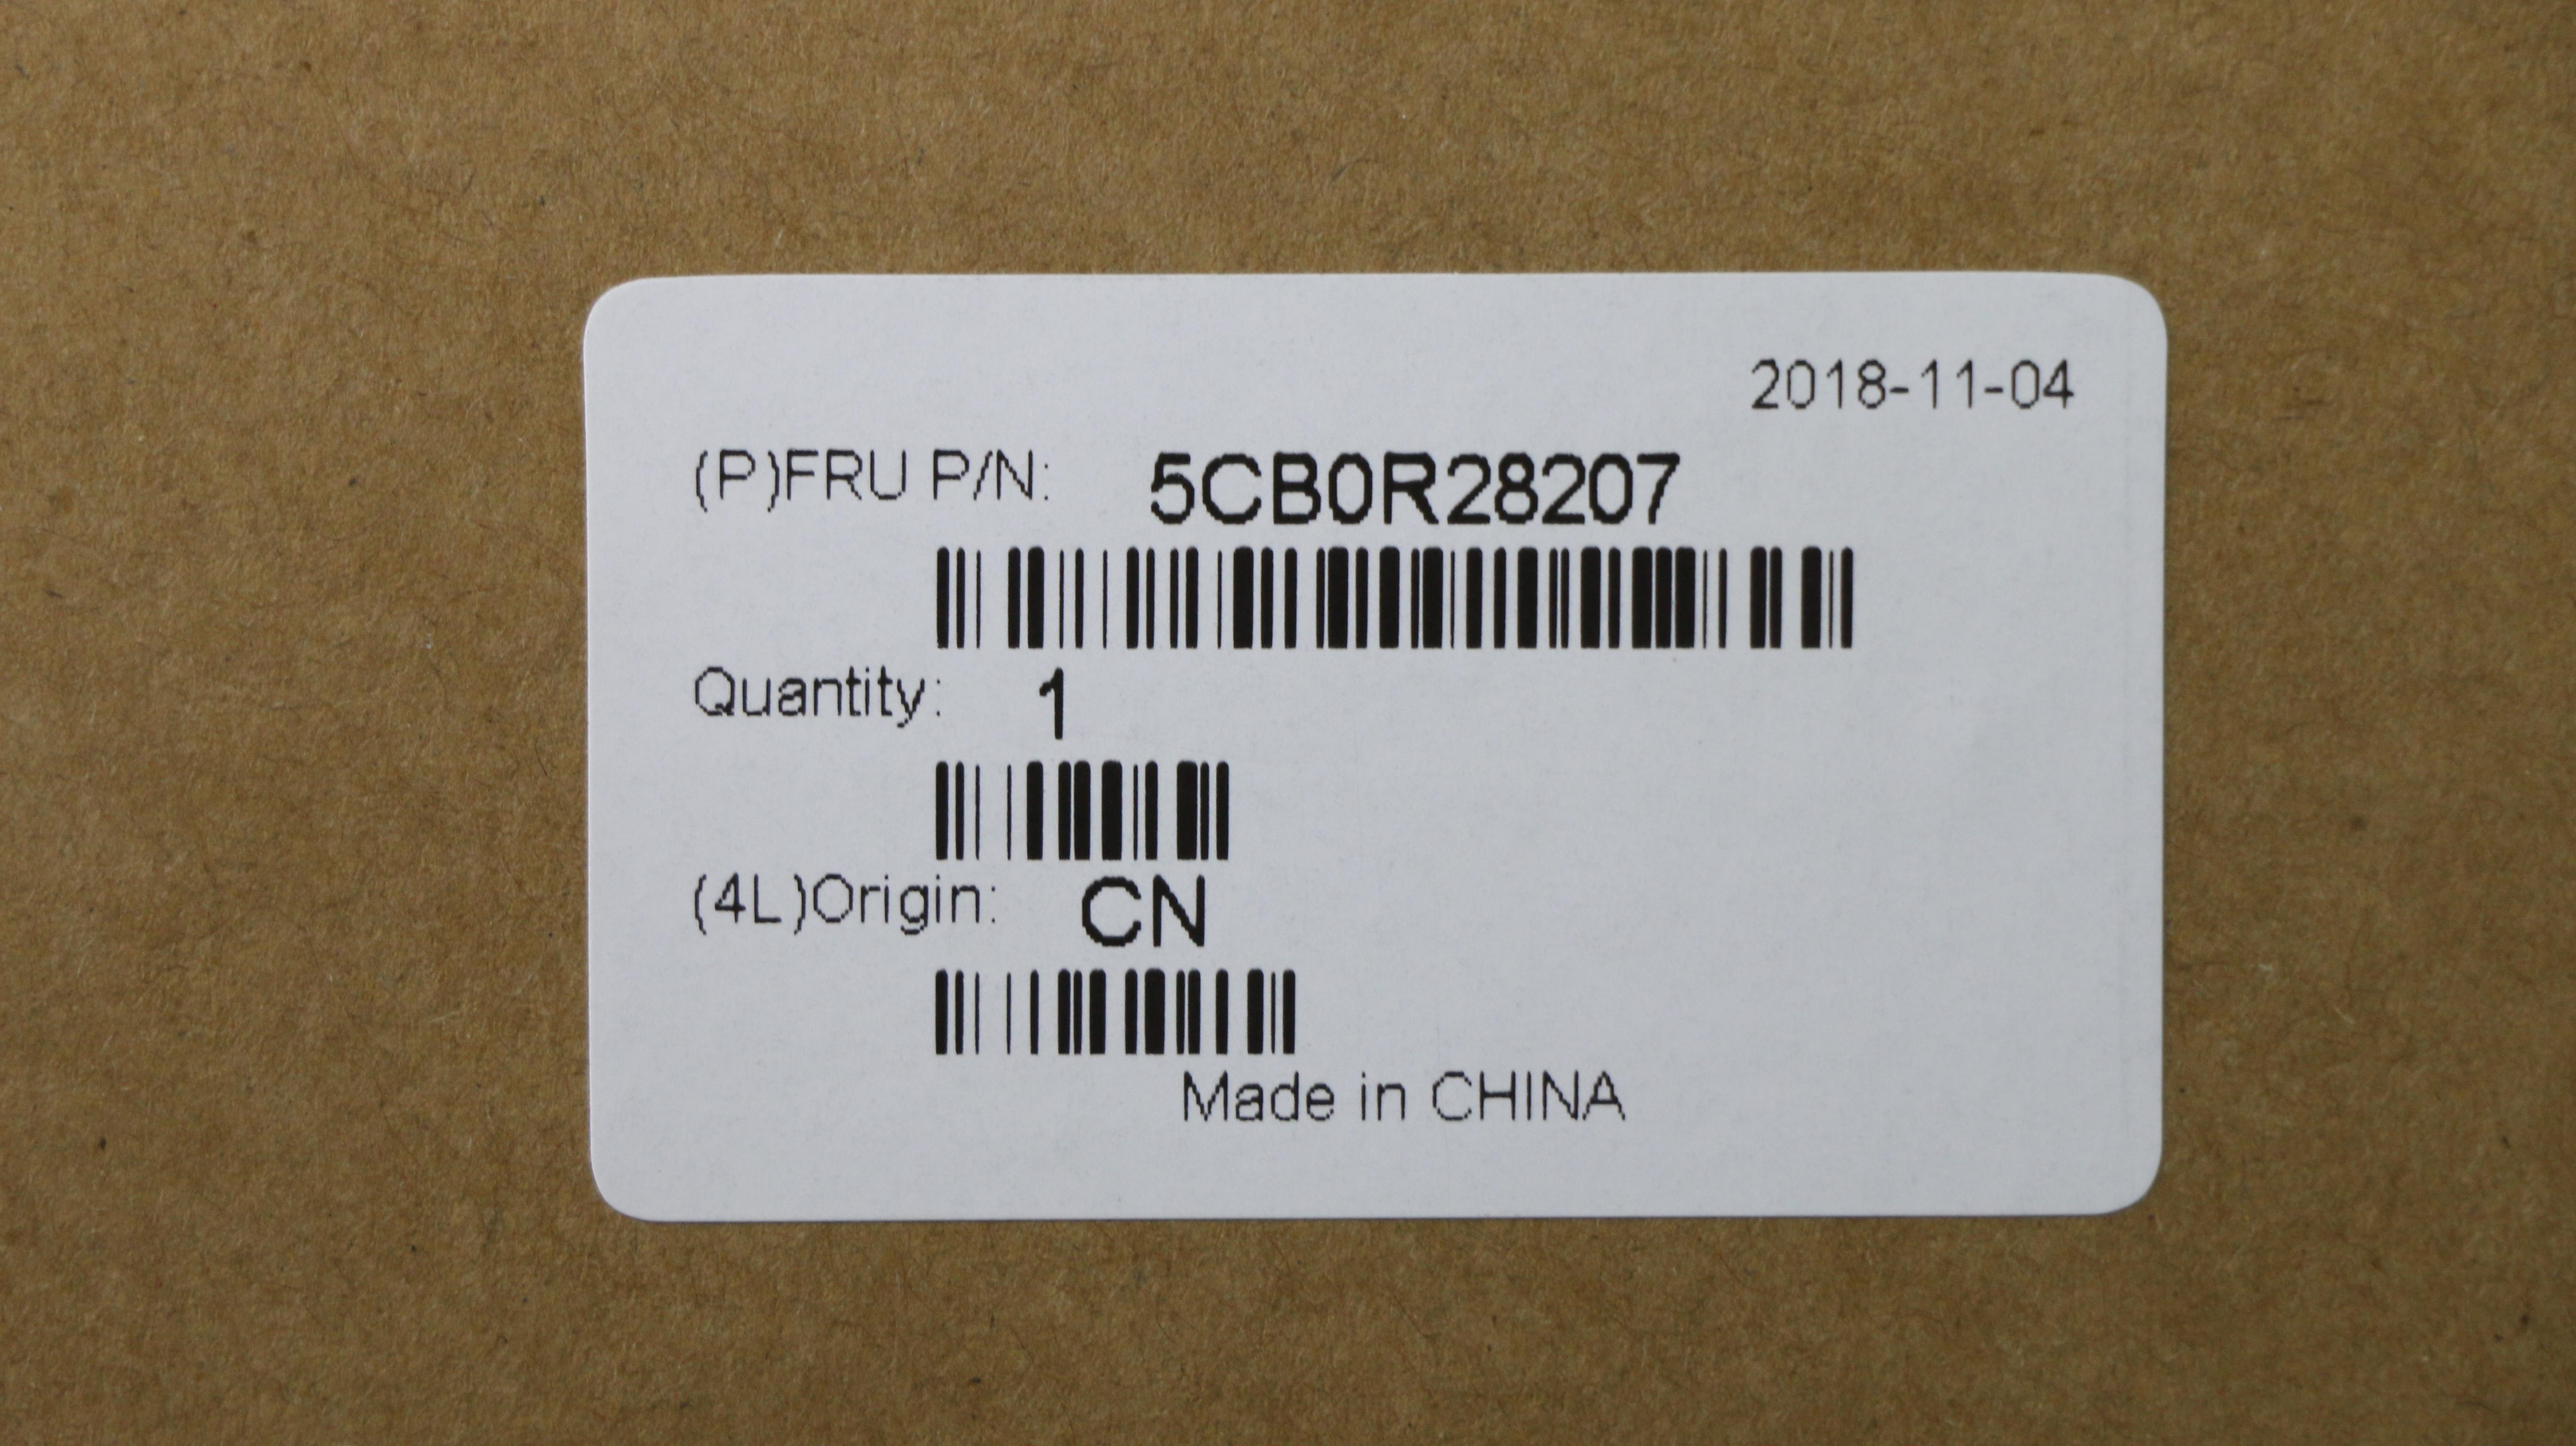 2018-11-04
(P)FRU P/N: 5CB0R28207
Quantity: 1
(4L)Origin: CN
Made in CHINA